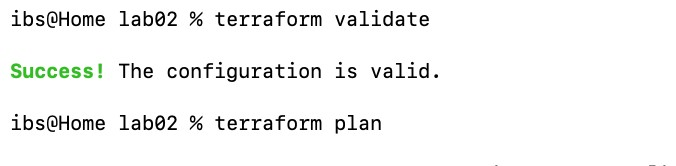 ibs@Home lab02 % terraform validate
Success! The configuration is valid.
ibs@Home lab02 % terraform plan